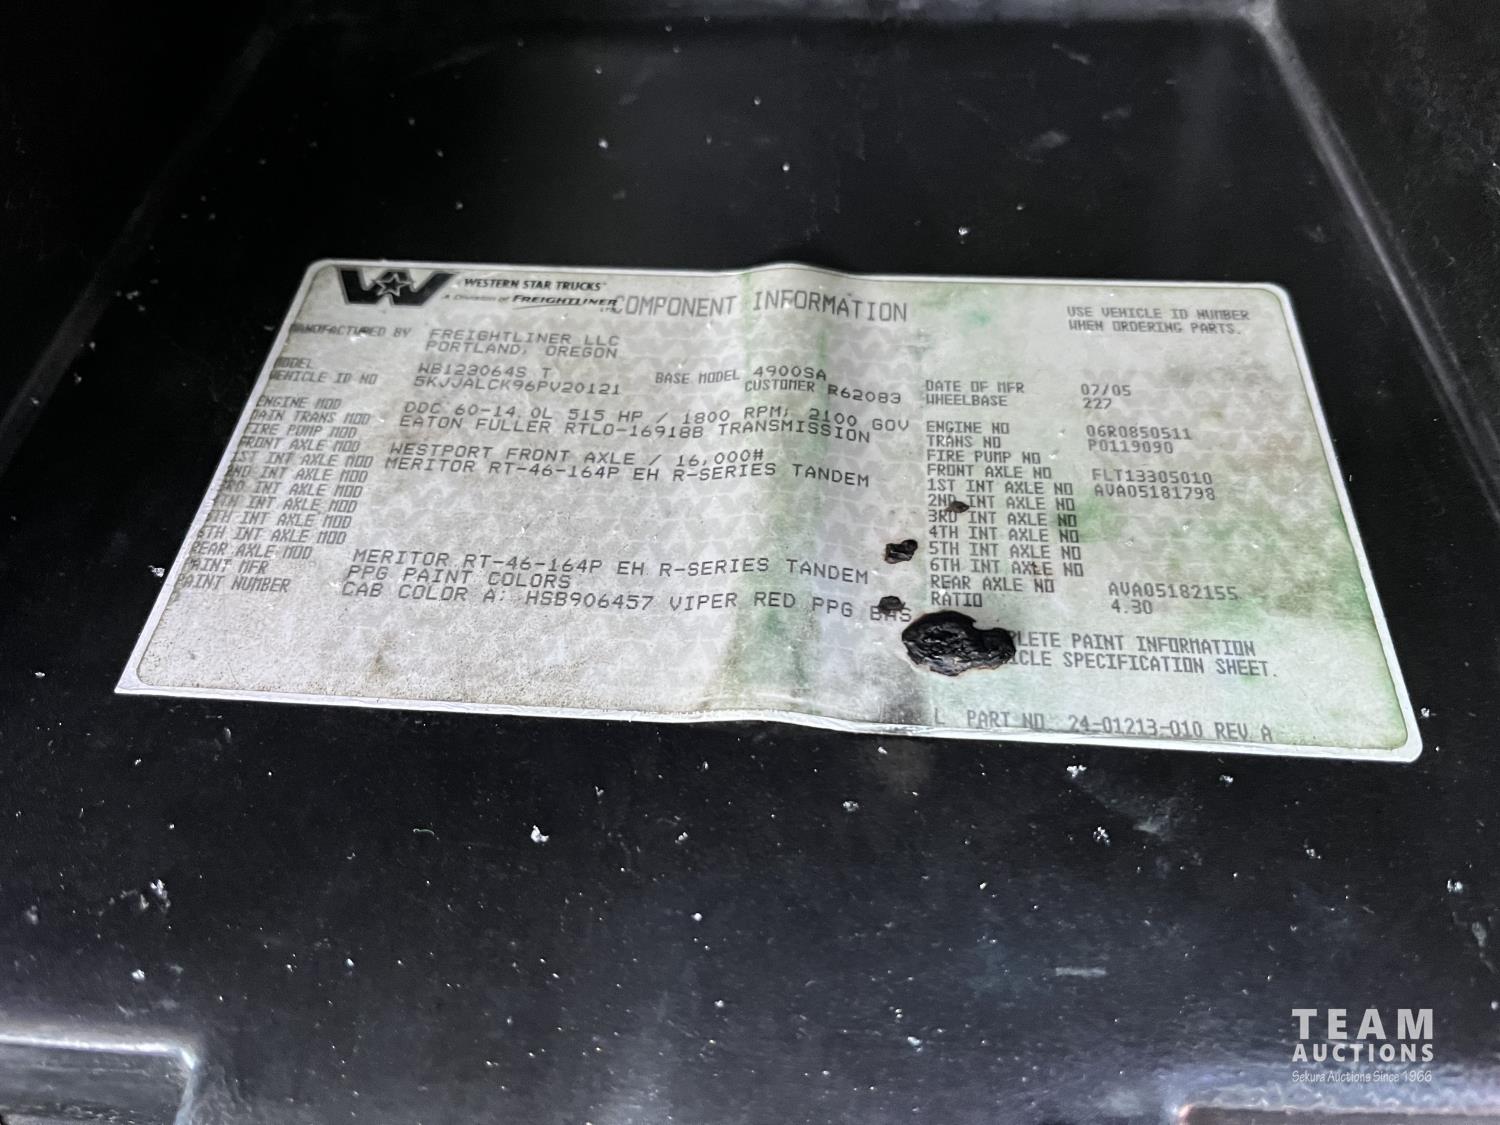 WESTERN STAR TRUCKS
A Division of FREIGHTLINER
COMPONENT INFORMATION
USE VEHICLE ID NUMBER
WHEN ORDERING PARTS.
MANUFACTURED BY FREIGHTLINER LLC
PORTLAND, OREGON
MODEL WB123064S T BASE MODEL 4900SA DATE OF MFR 07/05
VEHICLE ID NO 5KJJALCK96PV20121 CUSTOMER R62083 WHEELBASE 227
ENGINE MOD DDC 60-14.0L 515 HP / 1800 RPM; 2100 GOV ENGINE NO 06R0850511
MAIN TRANS MOD EATON FULLER RTLO-16918B TRANSMISSION TRANS NO P0119090
FIRE PUMP MOD FIRE PUMP NO
FRONT AXLE MOD WESTPORT FRONT AXLE / 16,000# FRONT AXLE NO FLT13305010
1ST INT AXLE MOD MERITOR RT-46-164P EH R-SERIES TANDEM 1ST INT AXLE NO AVA05181798
2ND INT AXLE MOD 2ND INT AXLE NO
3RD INT AXLE MOD 3RD INT AXLE NO
4TH INT AXLE MOD 4TH INT AXLE NO
5TH INT AXLE MOD 5TH INT AXLE NO
6TH INT AXLE MOD 6TH INT AXLE NO
REAR AXLE MOD MERITOR RT-46-164P EH R-SERIES TANDEM REAR AXLE NO AVA05182155
PAINT MFR PPG PAINT COLORS RATIO 4.30
PAINT NUMBER CAB COLOR A: HSB906457 VIPER RED PPG BAS
PLETE PAINT INFORMATION
ICLE SPECIFICATION SHEET.
L PART NO 24-01213-010 REV A
TEAM
AUCTIONS
Sekura Auctions Since 1966